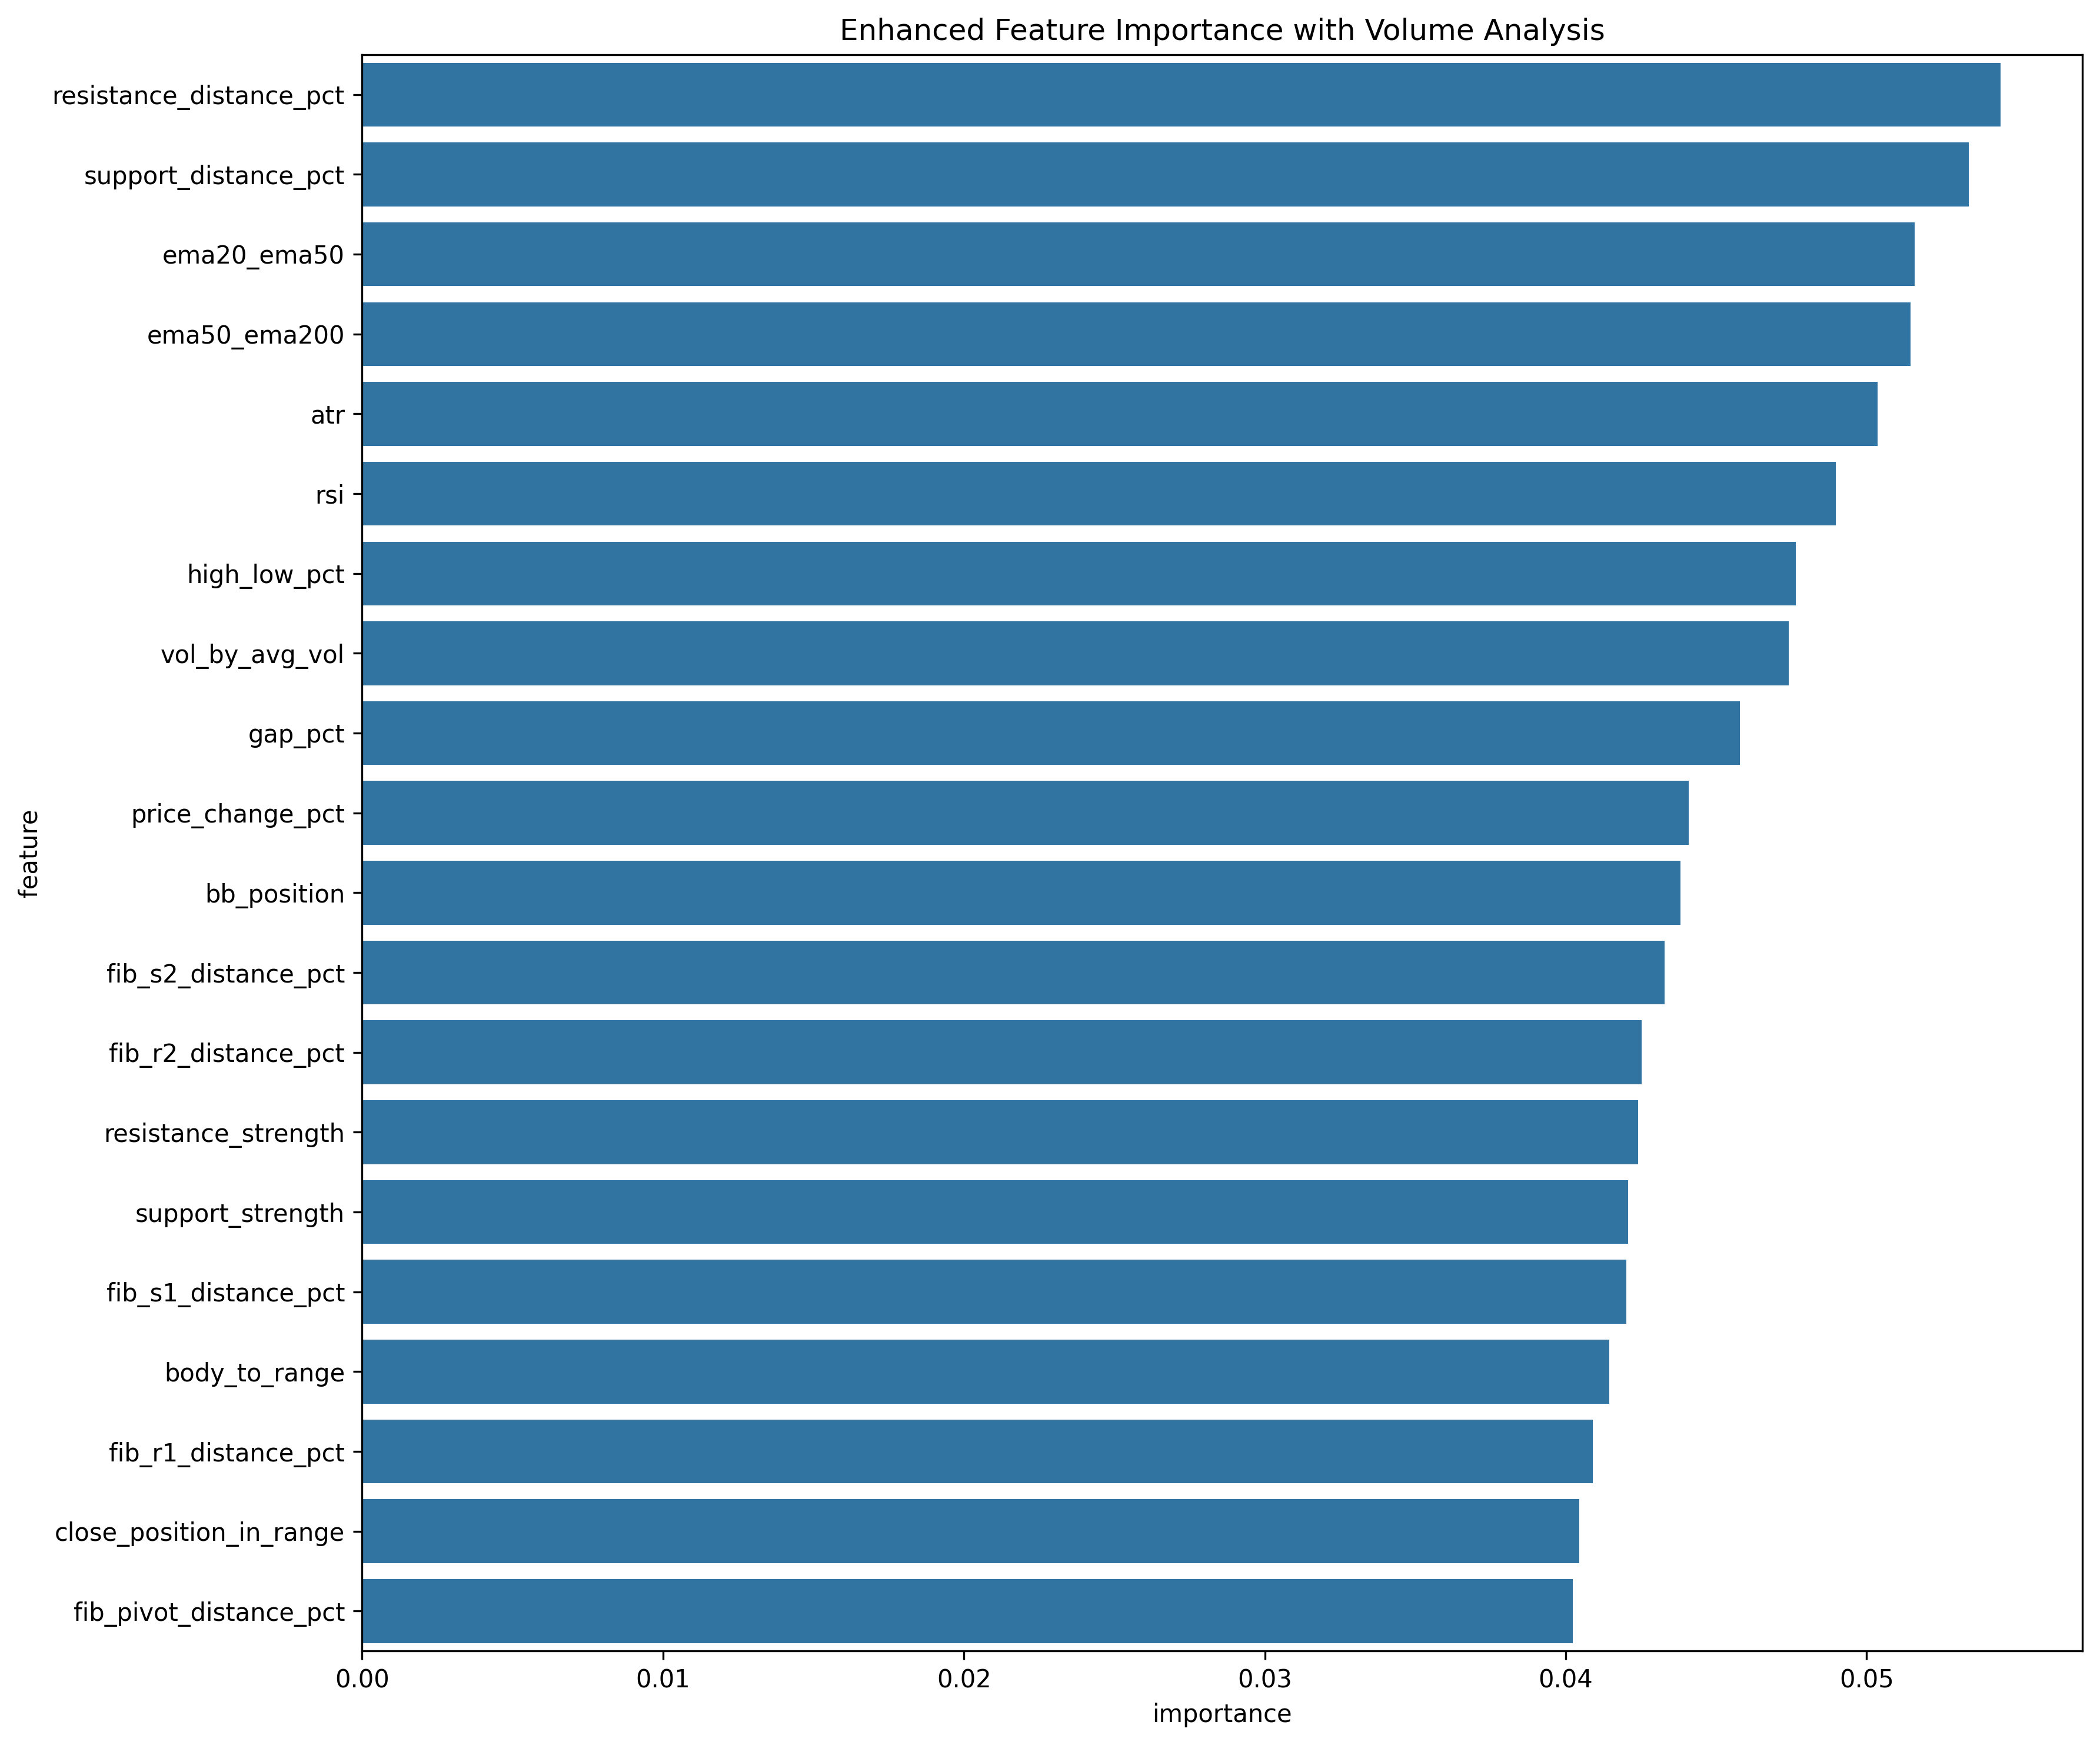 Enhanced Feature Importance with Volume Analysis
resistance_distance_pct
support_distance_pct
ema20_ema50
ema50_ema200
atr
rsi
high_low_pct
vol_by_avg_vol
gap_pct
price_change_pct
bb_position
fib_s2_distance_pct
fib_r2_distance_pct
resistance_strength
support_strength
fib_s1_distance_pct
body_to_range
fib_r1_distance_pct
close_position_in_range
fib_pivot_distance_pct
feature
0.00 0.01 0.02 0.03 0.04 0.05
importance